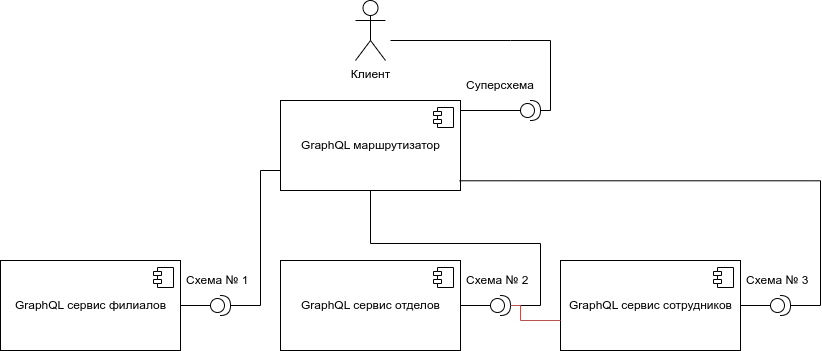 Клиент
Суперсхема
GraphQL маршрутизатор
Схема № 1
Схема № 2
Схема № 3
GraphQL сервис филиалов
GraphQL сервис отделов
GraphQL сервис сотрудников